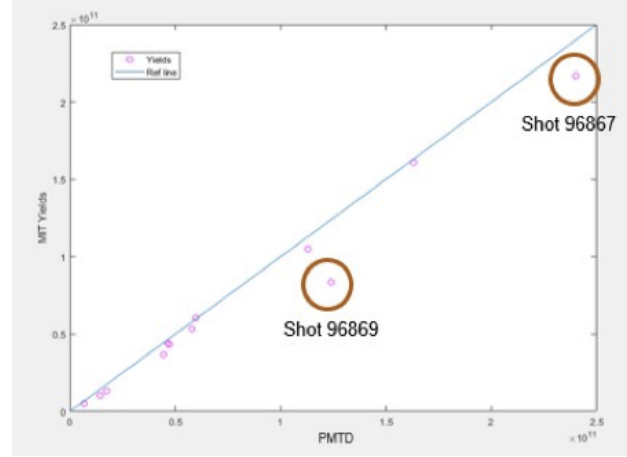 ×10^11
2.5
Yields
Ref line
Shot 96867
2
1.5
MIT Yields
1
Shot 96869
0.5
0
0 0.5 1 1.5 2 2.5
PMTD
×10^11